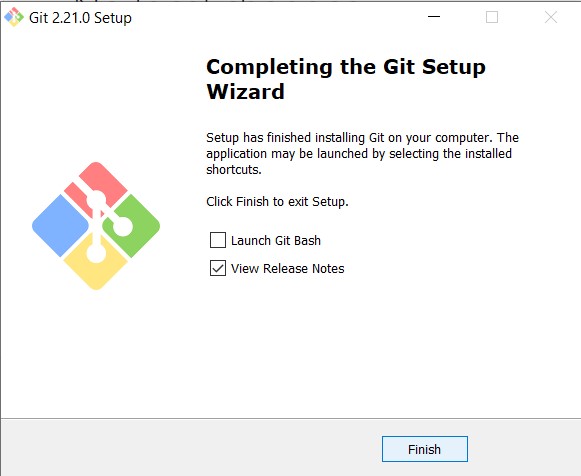 Git 2.21.0 Setup
Completing the Git Setup
Wizard
Setup has finished installing Git on your computer. The
application may be launched by selecting the installed
shortcuts.
Click Finish to exit Setup.
Launch Git Bash
View Release Notes
Finish